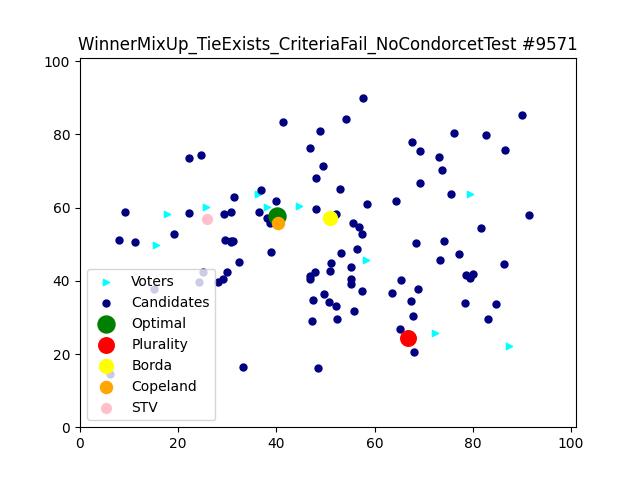 WinnerMixUp_TieExists_CriteriaFail_NoCondorcetTest #9571
100
80
60
40
20
0
Voters
Candidates
Optimal
Plurality
Borda
Copeland
STV
0 20 40 60 80 100